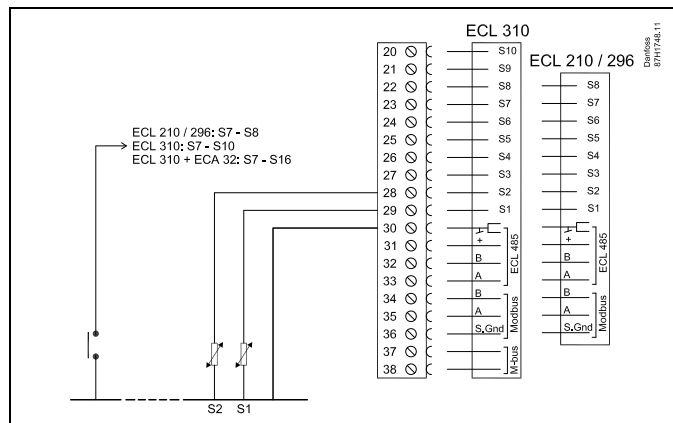 ECL 310
Danfoss
87H1748.11
ECL 210 / 296
20 S10
21 S9
22 S8 S8
23 S7 S7
24 S6 S6
25 S5 S5
26 S4 S4
27 S3 S3
28 S2 S2
29 S1 S1
30
31 + +
32 B B
33 A A
ECL 485
ECL 485
34 B B
35 A A
36 S.Gnd S.Gnd
Modbus
Modbus
37
38
M-bus
ECL 210 / 296: S7 - S8
ECL 310: S7 - S10
ECL 310 + ECA 32: S7 - S16
S2 S1